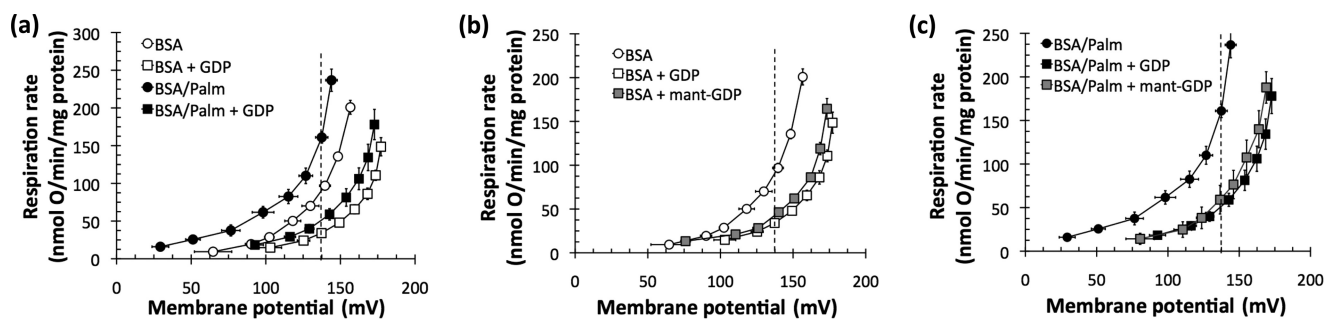 (a)
Respiration rate
(nmol O/min/mg protein)
300
250
200
150
100
50
0
BSA
BSA + GDP
BSA/Palm
BSA/Palm + GDP
0 50 100 150 200
Membrane potential (mV)
(b)
Respiration rate
(nmol O/min/mg protein)
250
200
150
100
50
0
BSA
BSA + GDP
BSA + mant-GDP
0 50 100 150 200
Membrane potential (mV)
(c)
Respiration rate
(nmol O/min/mg protein)
250
200
150
100
50
0
BSA/Palm
BSA/Palm + GDP
BSA/Palm + mant-GDP
0 50 100 150 200
Membrane potential (mV)